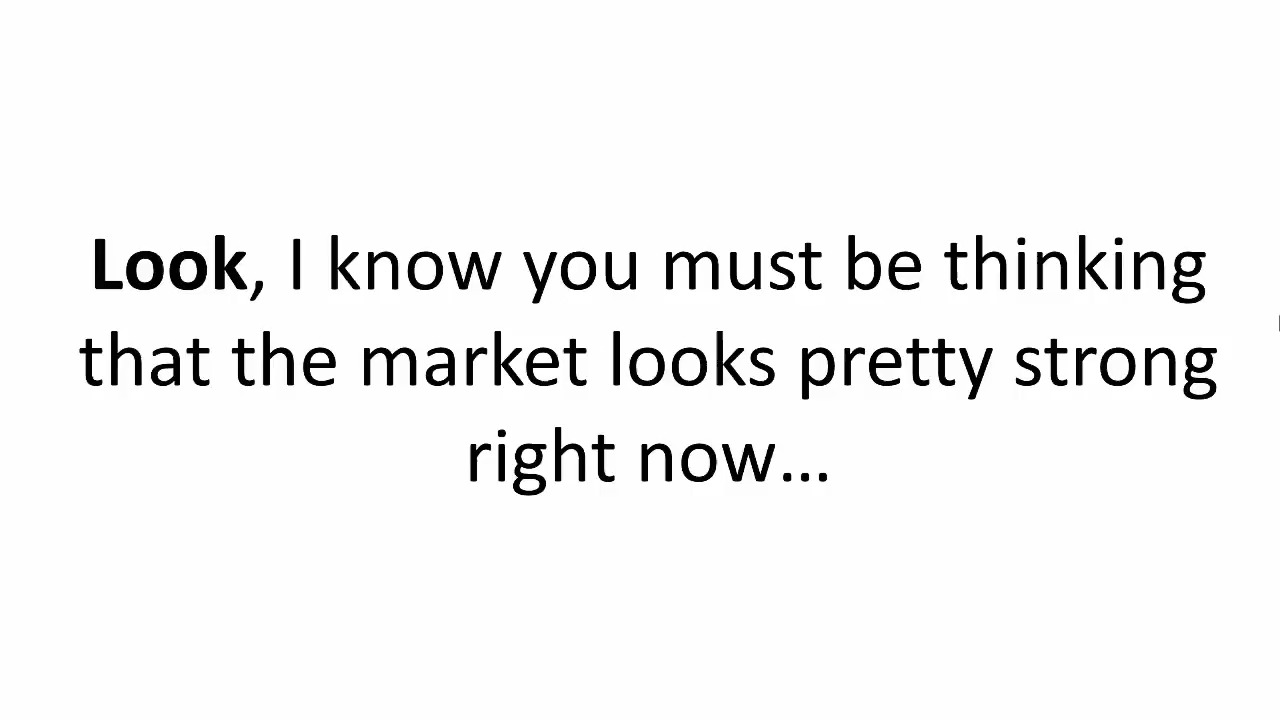 Look, I know you must be thinking
that the market looks pretty strong
right now...